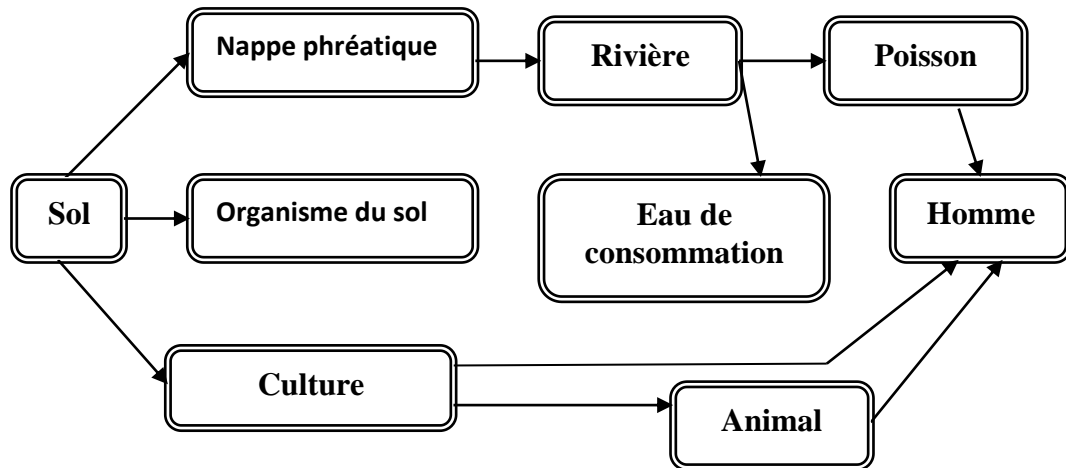 Nappe phréatique
Rivière
Poisson
Sol
Organisme du sol
Eau de
consommation
Homme
Culture
Animal